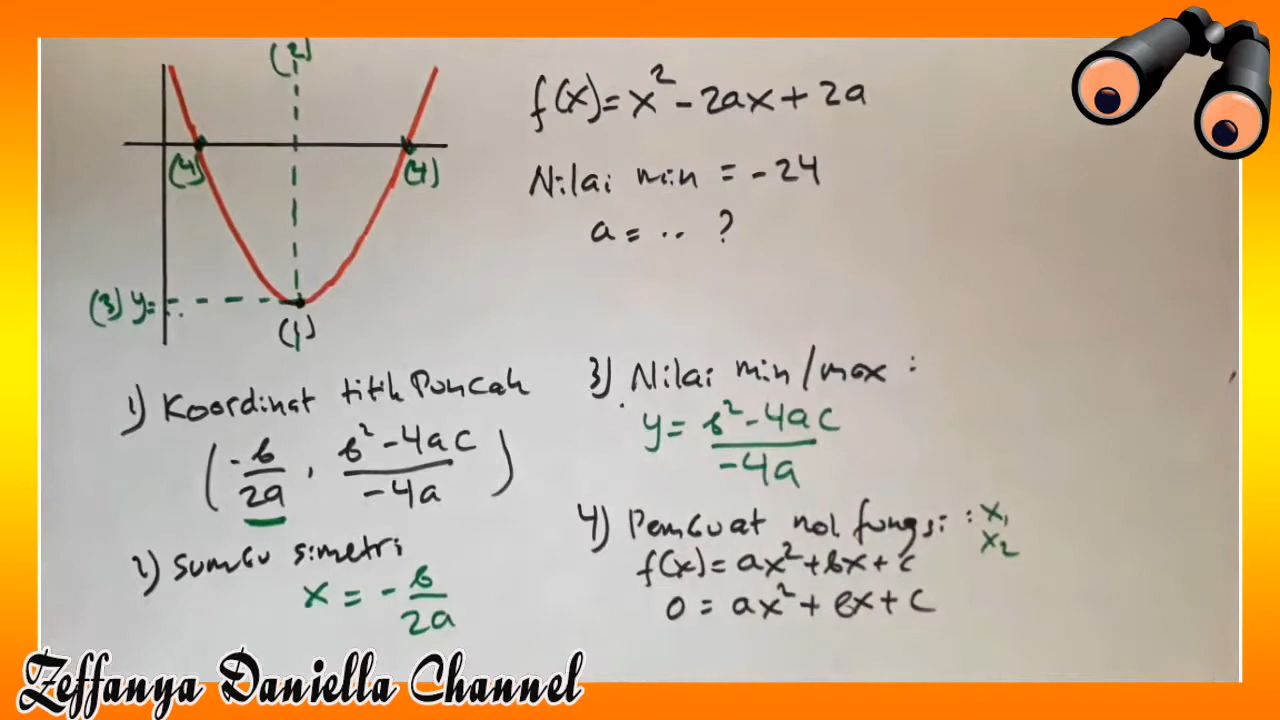 (2)
f(x)= x² - 2ax + 2a
(4) (4)
Nilai min = -24
a = .. ?
(3) y=
(1)
1) Koordinat titik Puncak
(-b/2a, b² - 4ac/-4a)
2) Sumbu simetri
x = - b/2a
3) Nilai min/max :
y = b² - 4ac/-4a
4) Pembuat nol fungsi : x₁
x₂
f(x) = ax² + bx + c
0 = ax² + bx + c
Zeffanya Daniella Channel